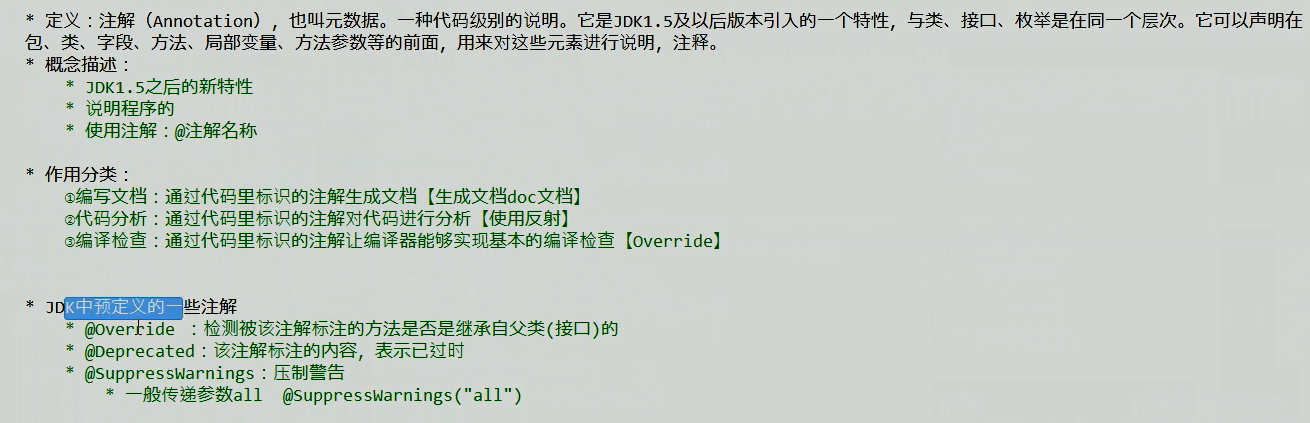 * 定义：注解（Annotation），也叫元数据。一种代码级别的说明。它是JDK1.5及以后版本引入的一个特性，与类、接口、枚举是在同一个层次。它可以声明在
包、类、字段、方法、局部变量、方法参数等的前面，用来对这些元素进行说明，注释。
* 概念描述：
* JDK1.5之后的新特性
* 说明程序的
* 使用注解：@注解名称
* 作用分类：
①编写文档：通过代码里标识的注解生成文档【生成文档doc文档】
②代码分析：通过代码里标识的注解对代码进行分析【使用反射】
③编译检查：通过代码里标识的注解让编译器能够实现基本的编译检查【Override】
* JDK中预定义的一些注解
* @Override ：检测被该注解标注的方法是否是继承自父类(接口)的
* @Deprecated：该注解标注的内容，表示已过时
* @SuppressWarnings：压制警告
* 一般传递参数all @SuppressWarnings("all")